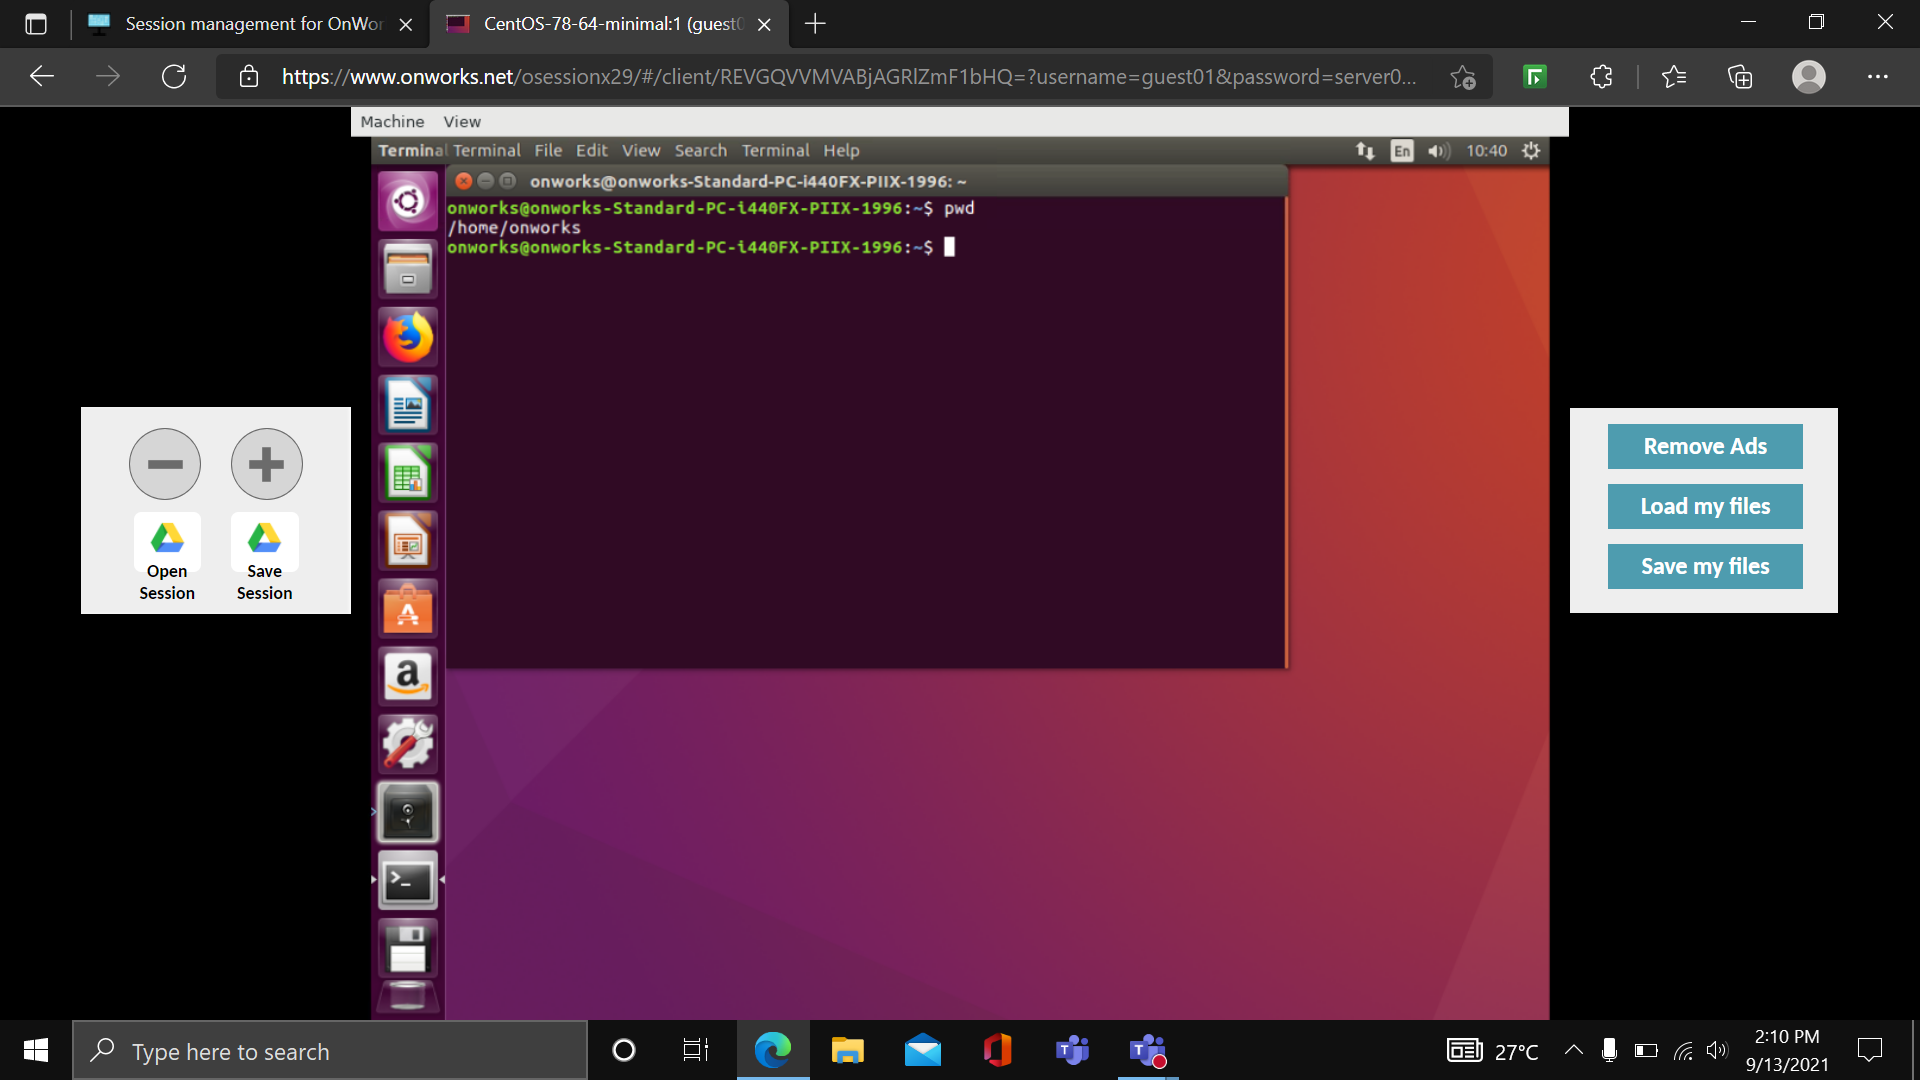 Session management for OnWor
CentOS-78-64-minimal:1 (guest0
https://www.onworks.net/osessionx29/#/client/REVGQVVMVABjAGRlZmF1bHQ=?username=guest01&password=server0...
Machine View
Termina Terminal File Edit View Search Terminal Help
En 10:40
onworks@onworks-Standard-PC-i440FX-PIIX-1996: ~
onworks@onworks-Standard-PC-i440FX-PIIX-1996:~$ pwd
/home/onworks
onworks@onworks-Standard-PC-i440FX-PIIX-1996:~$
Open Session
Save Session
Remove Ads
Load my files
Save my files
Type here to search
27°C
2:10 PM
9/13/2021